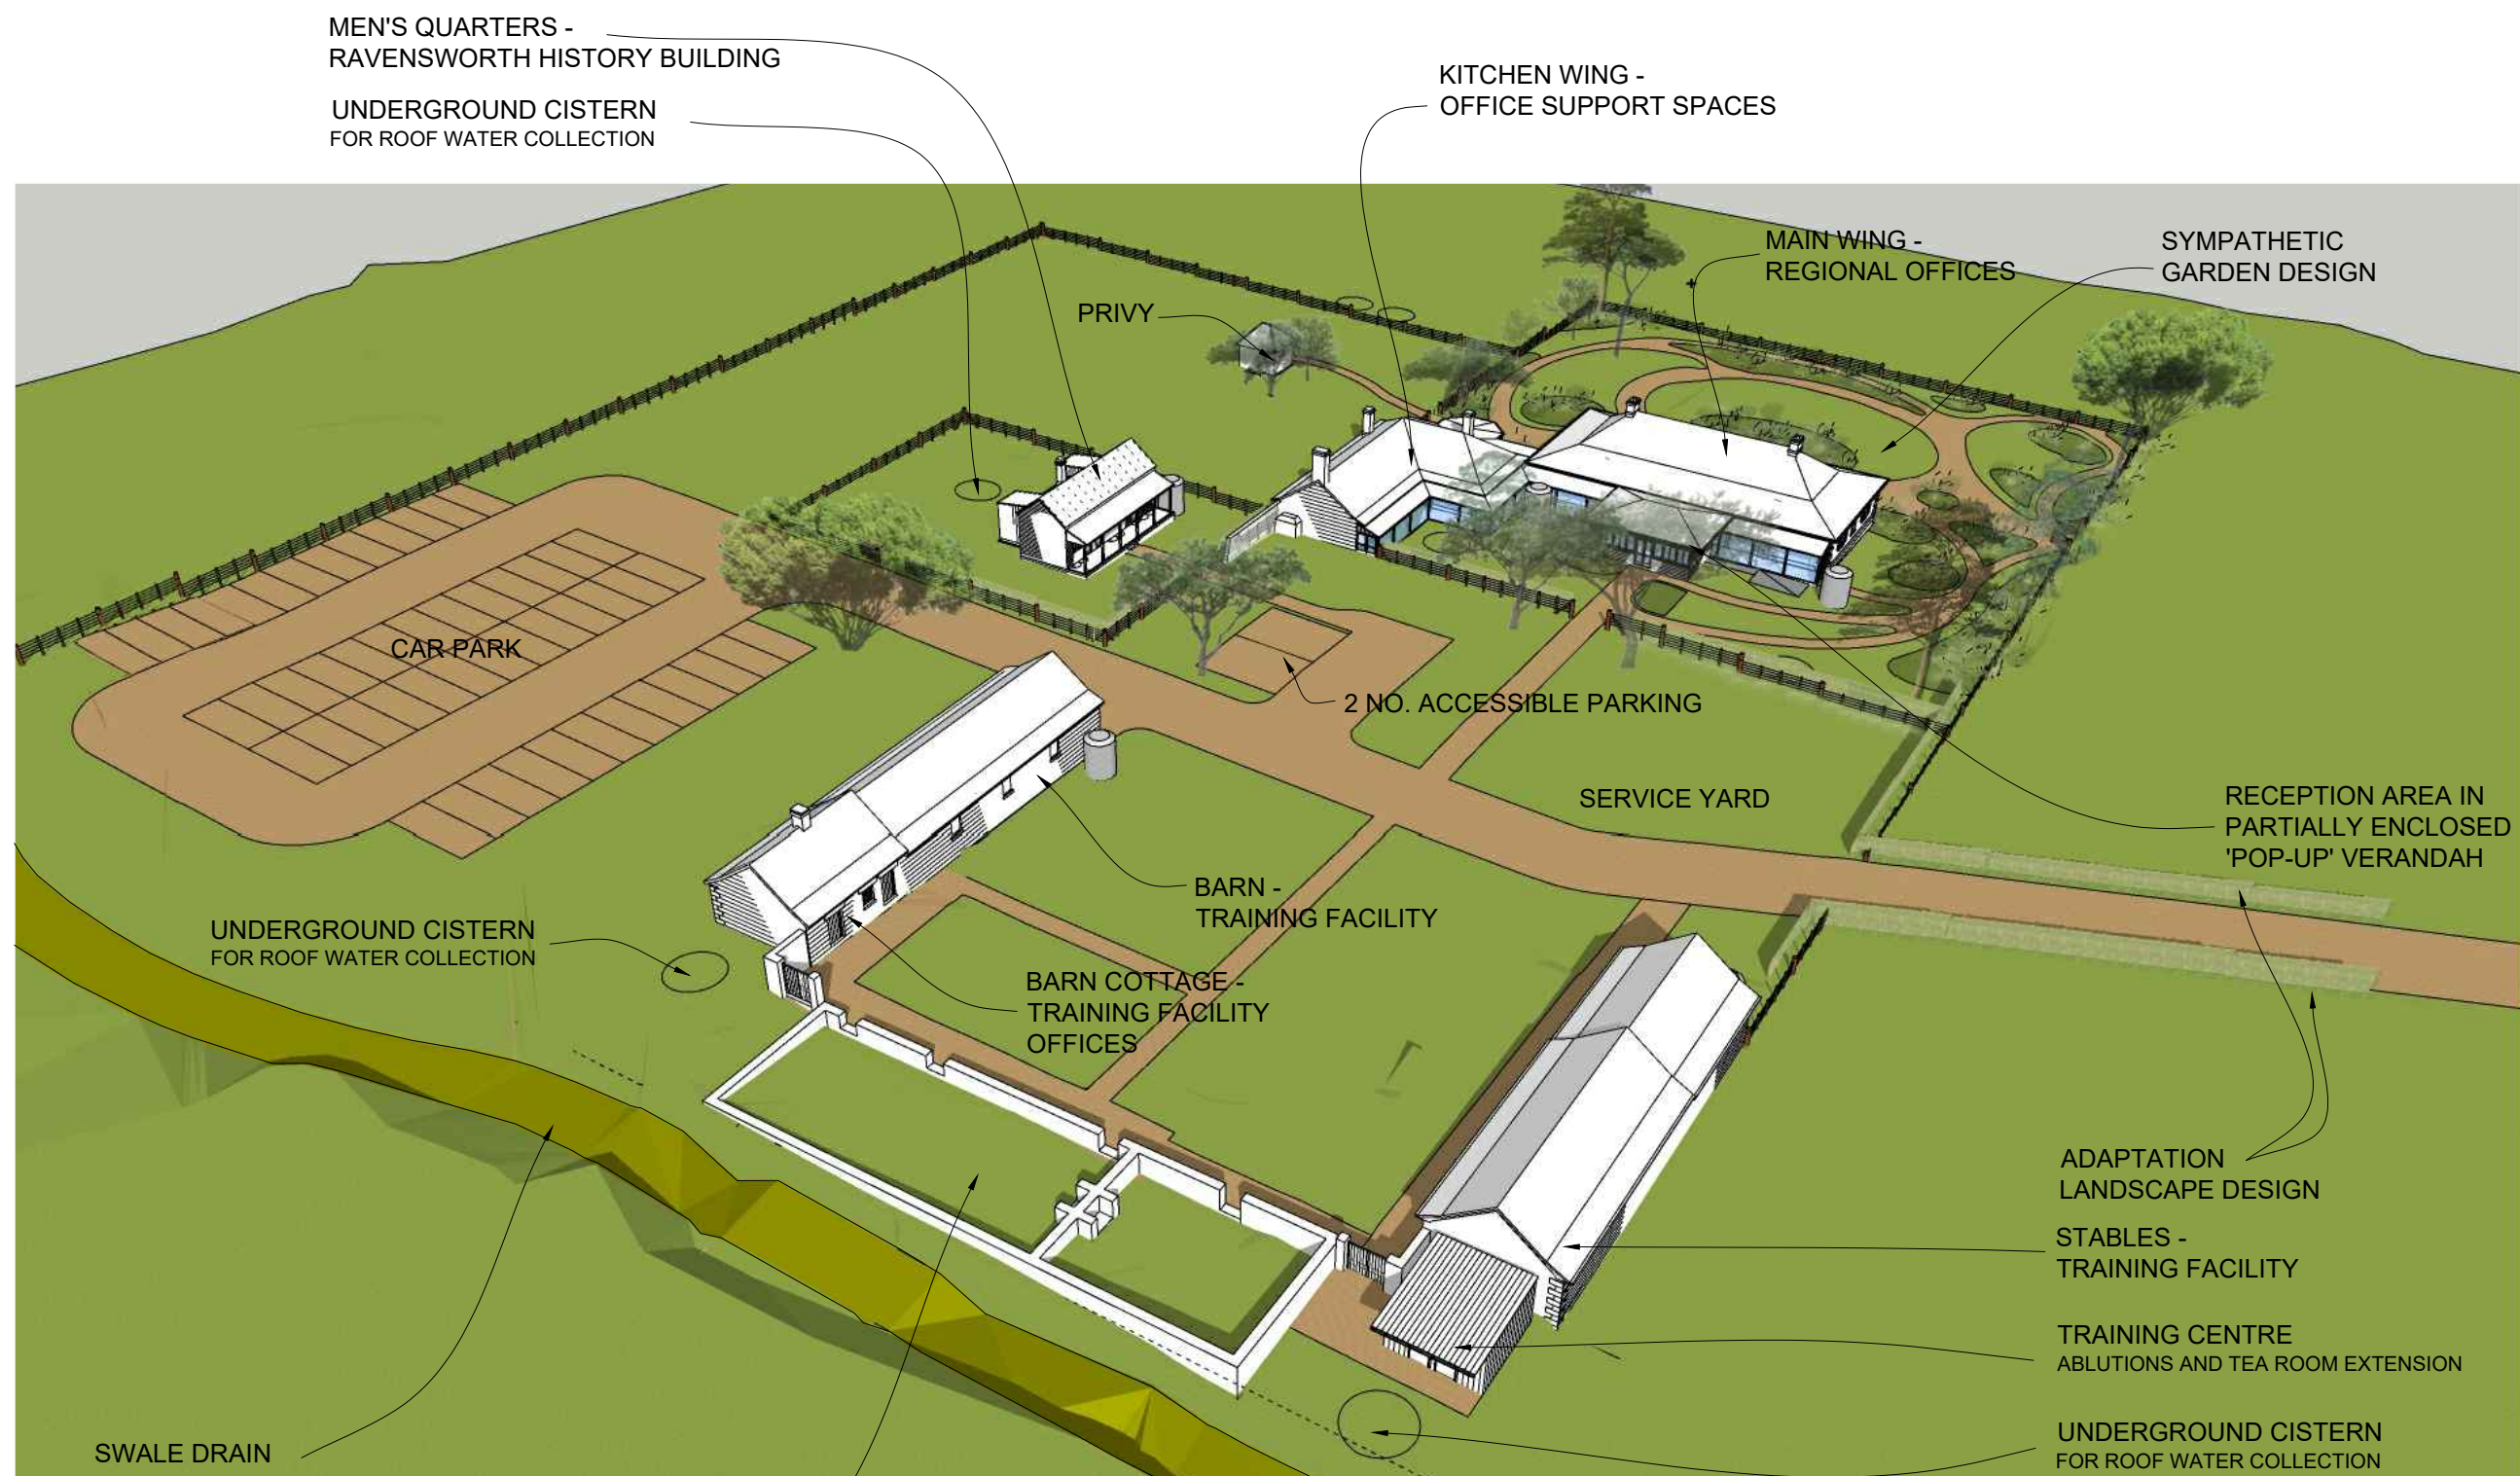 MEN'S QUARTERS -
RAVENSWORTH HISTORY BUILDING
UNDERGROUND CISTERN
FOR ROOF WATER COLLECTION
KITCHEN WING -
OFFICE SUPPORT SPACES
MAIN WING -
REGIONAL OFFICES
SYMPATHETIC
GARDEN DESIGN
PRIVY
CAR PARK
2 NO. ACCESSIBLE PARKING
SERVICE YARD
RECEPTION AREA IN
PARTIALLY ENCLOSED
'POP-UP' VERANDAH
BARN -
TRAINING FACILITY
UNDERGROUND CISTERN
FOR ROOF WATER COLLECTION
BARN COTTAGE -
TRAINING FACILITY
OFFICES
ADAPTATION
LANDSCAPE DESIGN
STABLES -
TRAINING FACILITY
TRAINING CENTRE
ABLUTIONS AND TEA ROOM EXTENSION
SWALE DRAIN
UNDERGROUND CISTERN
FOR ROOF WATER COLLECTION